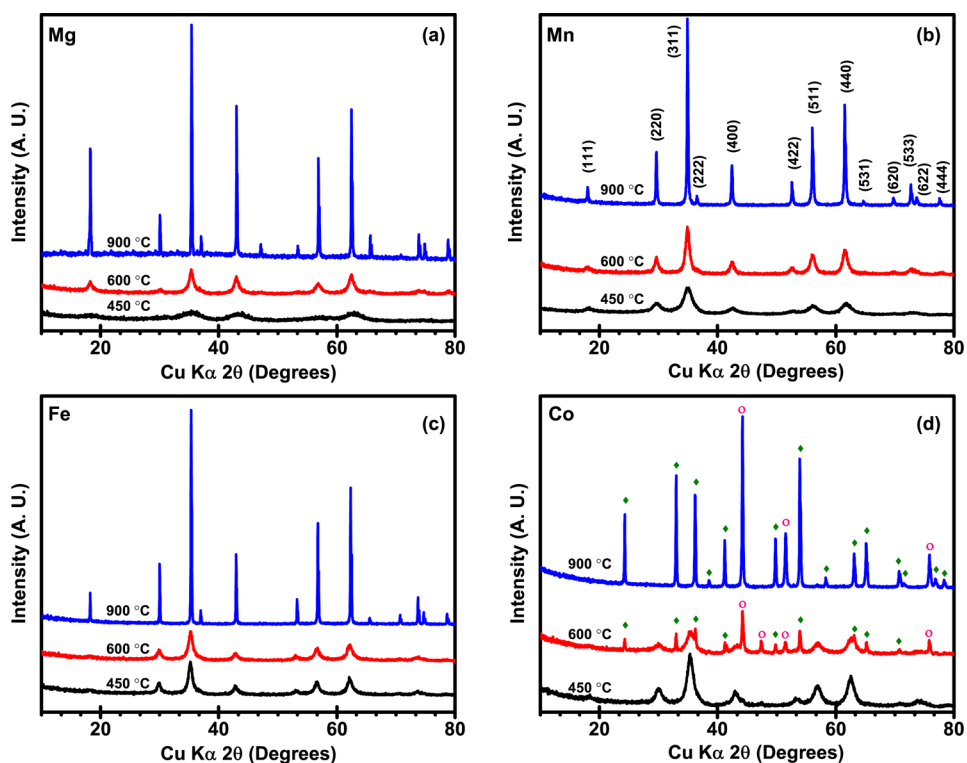 Mg
(a)
Intensity (A. U.)
900 °C
600 °C
450 °C
20
40
60
80
Cu Kα 2θ (Degrees)
Mn
(b)
Intensity (A. U.)
(111)
(220)
(311)
(222)
(400)
(422)
(511)
(440)
(531)
(620)
(533)
(622)
(444)
900 °C
600 °C
450 °C
20
40
60
80
Cu Kα 2θ (Degrees)
Fe
(c)
Intensity (A. U.)
900 °C
600 °C
450 °C
20
40
60
80
Cu Kα 2θ (Degrees)
Co
(d)
Intensity (A. U.)
900 °C
600 °C
450 °C
20
40
60
80
Cu Kα 2θ (Degrees)